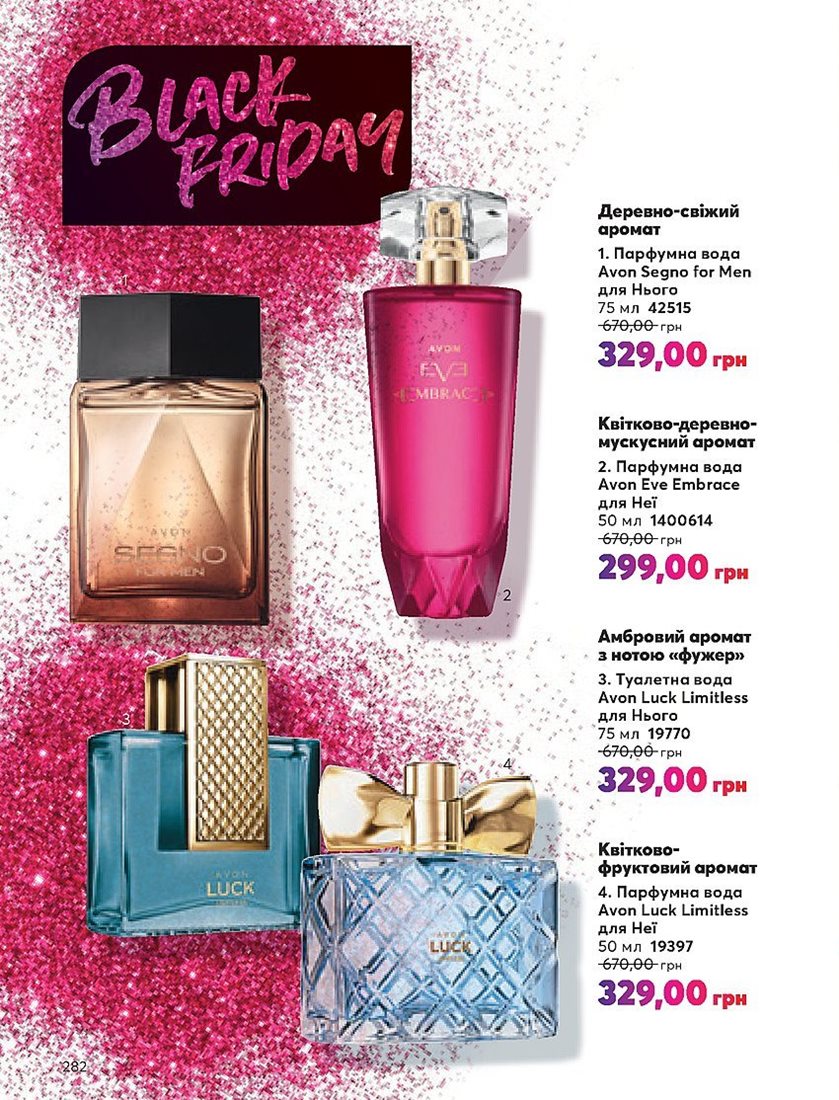 BLACK
FRIDAY
Деревно-свіжий
аромат
1. Парфумна вода
Avon Segno for Men
для Нього
75 мл 42515
670,00 грн
329,00 грн
Квітково-деревно-
мускусний аромат
2. Парфумна вода
Avon Eve Embrace
для Неї
50 мл 1400614
670,00 грн
299,00 грн
Амбровий аромат
з нотою «фужер»
3. Туалетна вода
Avon Luck Limitless
для Нього
75 мл 19770
670,00 грн
329,00 грн
Квітково-
фруктовий аромат
4. Парфумна вода
Avon Luck Limitless
для Неї
50 мл 19397
670,00 грн
329,00 грн
1
AVON
SEGNO
FOR MEN
AVON
EVE
EMBRACE
2
3
AVON
LUCK
4
AVON
LUCK
282